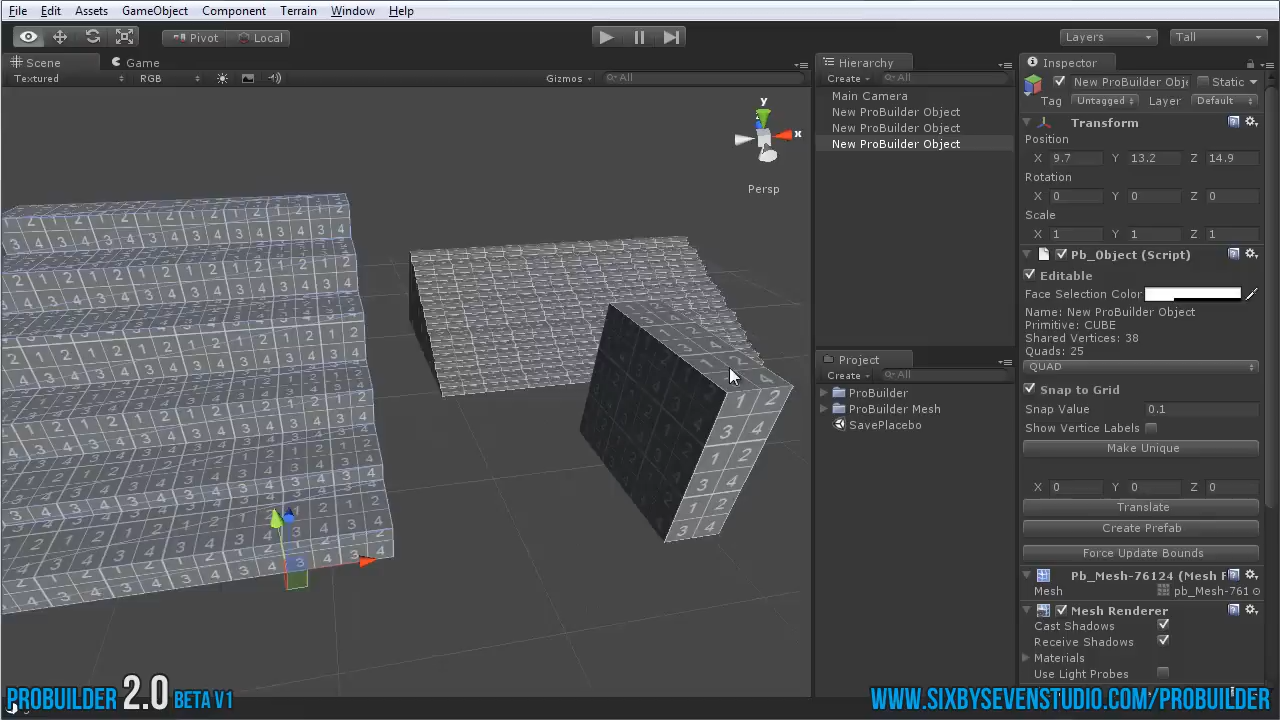 File Edit Assets GameObject Component Terrain Window Help
Pivot Local Layers Tall
Scene Game
Textured RGB Gizmos All
y
x
Persp
Hierarchy
Create All
Main Camera
New ProBuilder Object
New ProBuilder Object
New ProBuilder Object
Project
Create All
ProBuilder
ProBuilder Mesh
SavePlacebo
Inspector
New ProBuilder Obje Static
Tag Untagged Layer Default
Transform
Position
X 9.7 Y 13.2 Z 14.9
Rotation
X 0 Y 0 Z 0
Scale
X 1 Y 1 Z 1
Pb_Object (Script)
Editable
Face Selection Color
Name: New ProBuilder Object
Primitive: CUBE
Shared Vertices: 38
Quads: 25
QUAD
Snap to Grid
Snap Value 0.1
Show Vertex Labels
Make Unique
X 0 Y 0 Z 0
Translate
Create Prefab
Force Update Bounds
Pb_Mesh-76124 (Mesh F
Mesh pb_Mesh-761
Mesh Renderer
Cast Shadows
Receive Shadows
Materials
Use Light Probes
PROBUILDER 2.0 BETA V1
WWW.SIXBYSEVENSTUDIO.COM/PROBUILDER